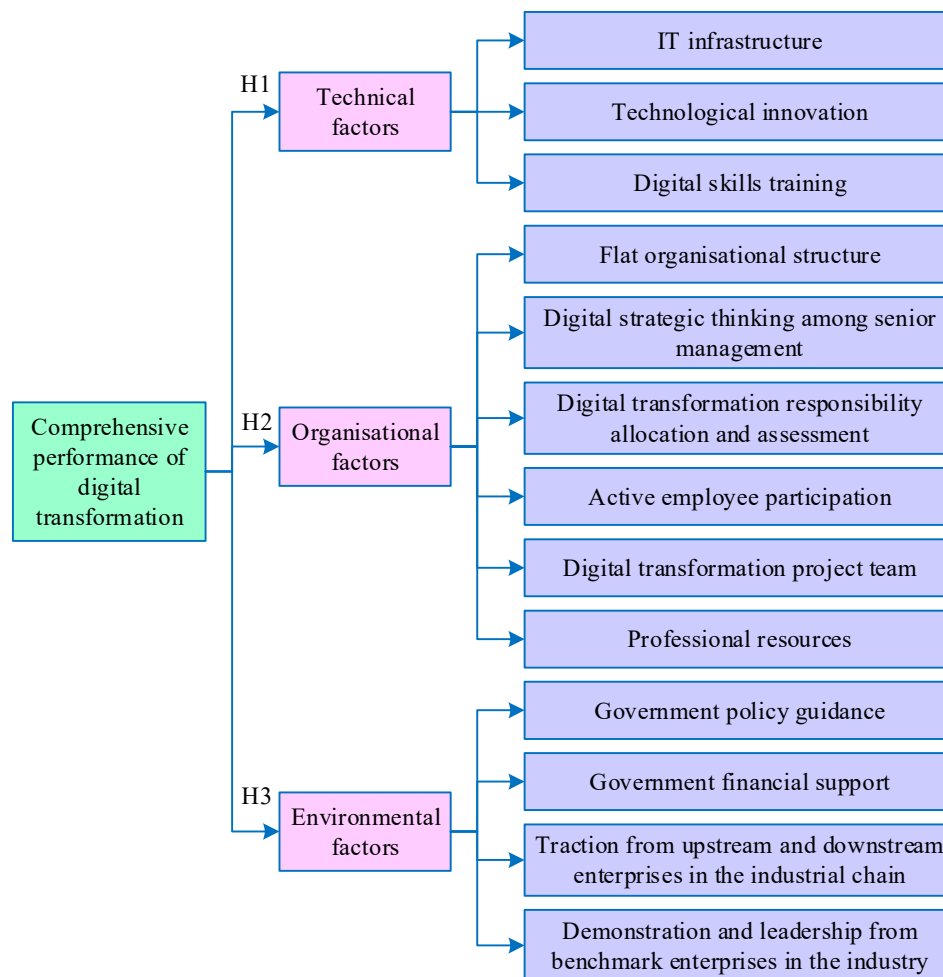 IT infrastructure
H1
Technical
factors
Technological innovation
Digital skills training
Flat organisational structure
Digital strategic thinking among senior
management
Comprehensive
performance of
digital
transformation
H2
Organisational
factors
Digital transformation responsibility
allocation and assessment
Active employee participation
Digital transformation project team
Professional resources
Government policy guidance
Government financial support
H3
Environmental
factors
Traction from upstream and downstream
enterprises in the industrial chain
Demonstration and leadership from
benchmark enterprises in the industry